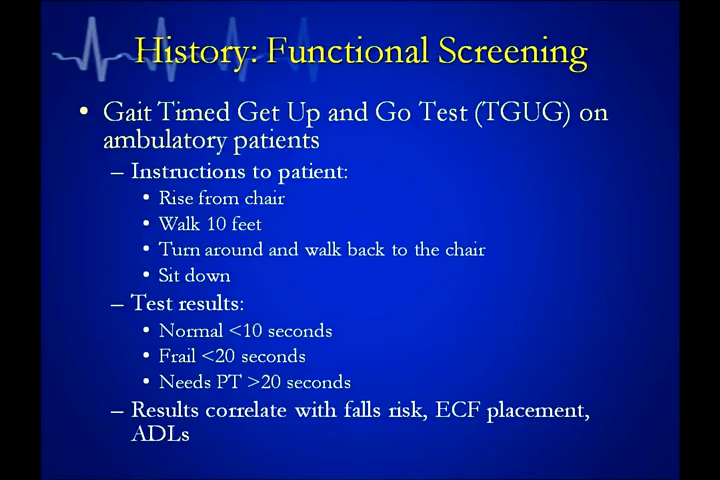 History: Functional Screening
• Gait Timed Get Up and Go Test (TGUG) on
ambulatory patients
– Instructions to patient:
• Rise from chair
• Walk 10 feet
• Turn around and walk back to the chair
• Sit down
– Test results:
• Normal <10 seconds
• Frail <20 seconds
• Needs PT >20 seconds
– Results correlate with falls risk, ECF placement,
ADLs